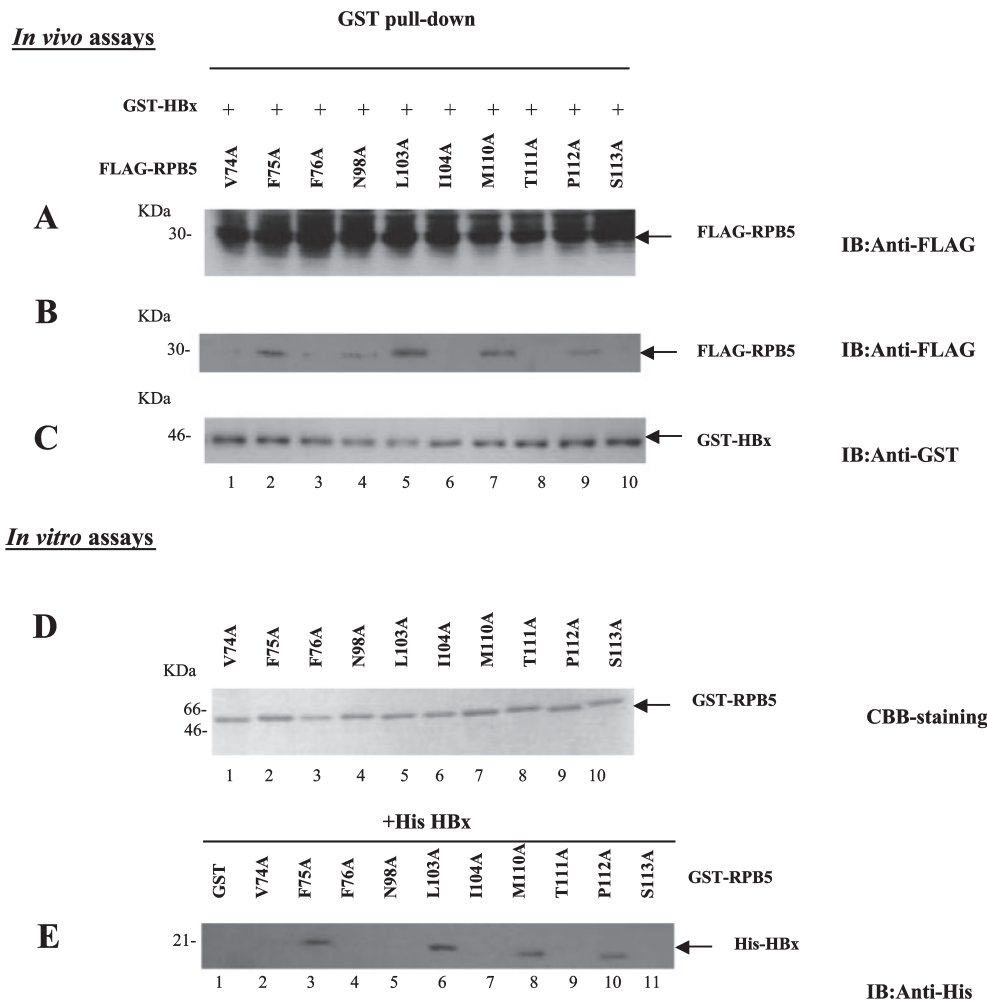 GST pull-down
In vivo assays
GST-HBx + + + + + + + + + +
FLAG-RPB5 V74A F75A F76A N98A L103A I104A M110A T111A P112A S113A
A
KDa
30-
FLAG-RPB5
IB:Anti-FLAG
B
KDa
30-
FLAG-RPB5
IB:Anti-FLAG
KDa
C
46-
GST-HBx
IB:Anti-GST
1 2 3 4 5 6 7 8 9 10
In vitro assays
D
V74A F75A F76A N98A L103A I104A M110A T111A P112A S113A
KDa
66-
46-
GST-RPB5
CBB-staining
1 2 3 4 5 6 7 8 9 10
+His HBx
GST V74A F75A F76A N98A L103A I104A M110A T111A P112A S113A GST-RPB5
E
21-
His-HBx
1 2 3 4 5 6 7 8 9 10 11
IB:Anti-His